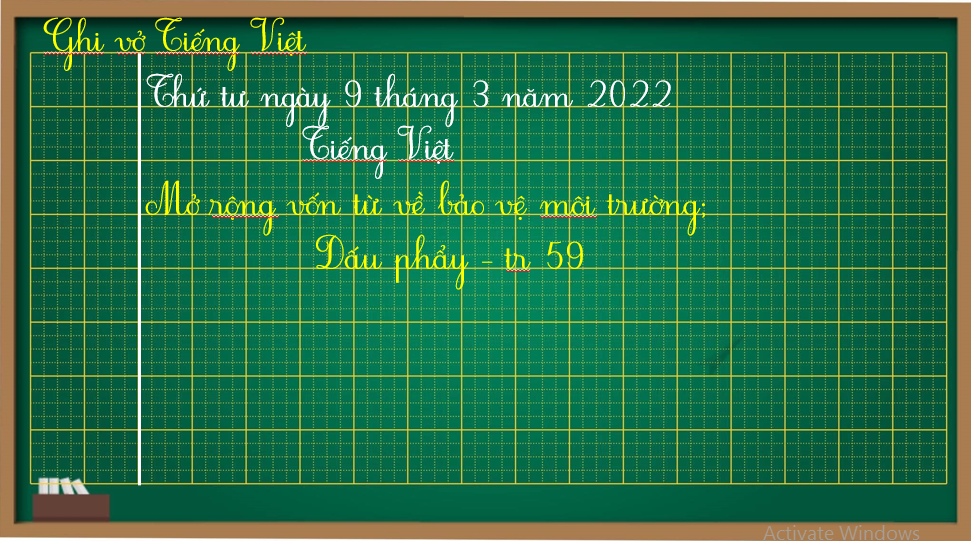 Ghi vở Tiếng Việt
Thứ tư ngày 9 tháng 3 năm 2022
Tiếng Việt
Mở rộng vốn từ về bảo vệ môi trường;
Dấu phẩy - tr 59
Activate Windows